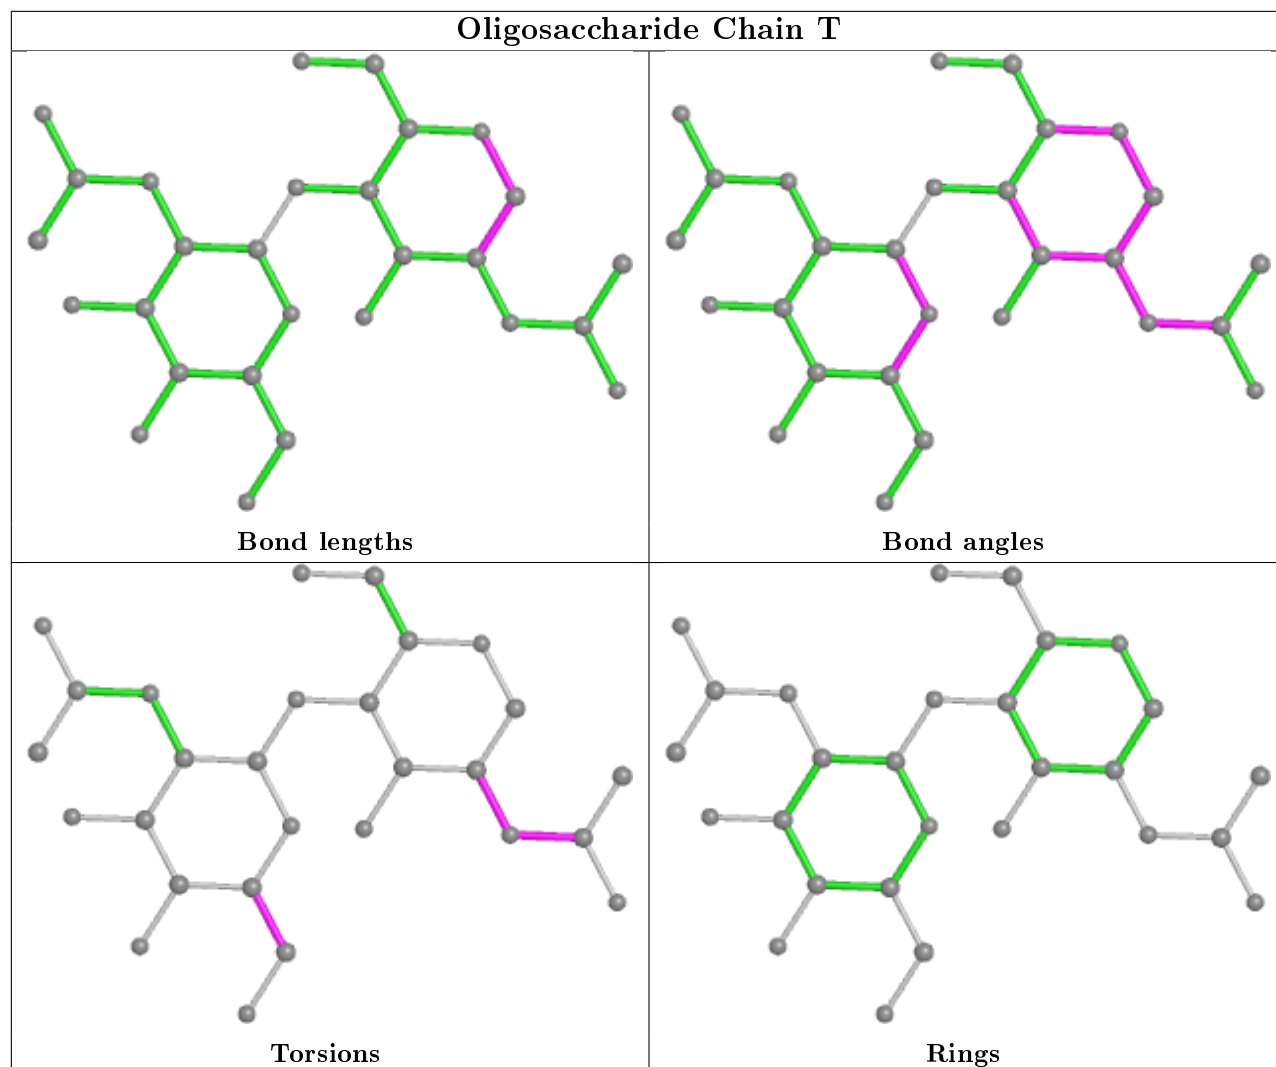 Oligosaccharide Chain T
Bond lengths
Bond angles
Torsions
Rings